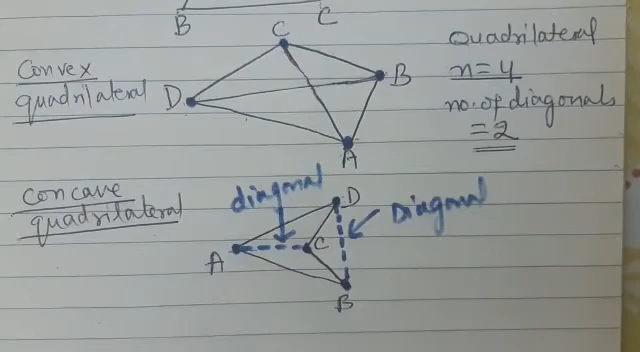 B C
C
Convex
quadrilateral
D
B
A
Quadrilateral
n=4
no. of diagonals
=2
concave
quadrilateral
diagonal
D
Diagonal
A
C
B